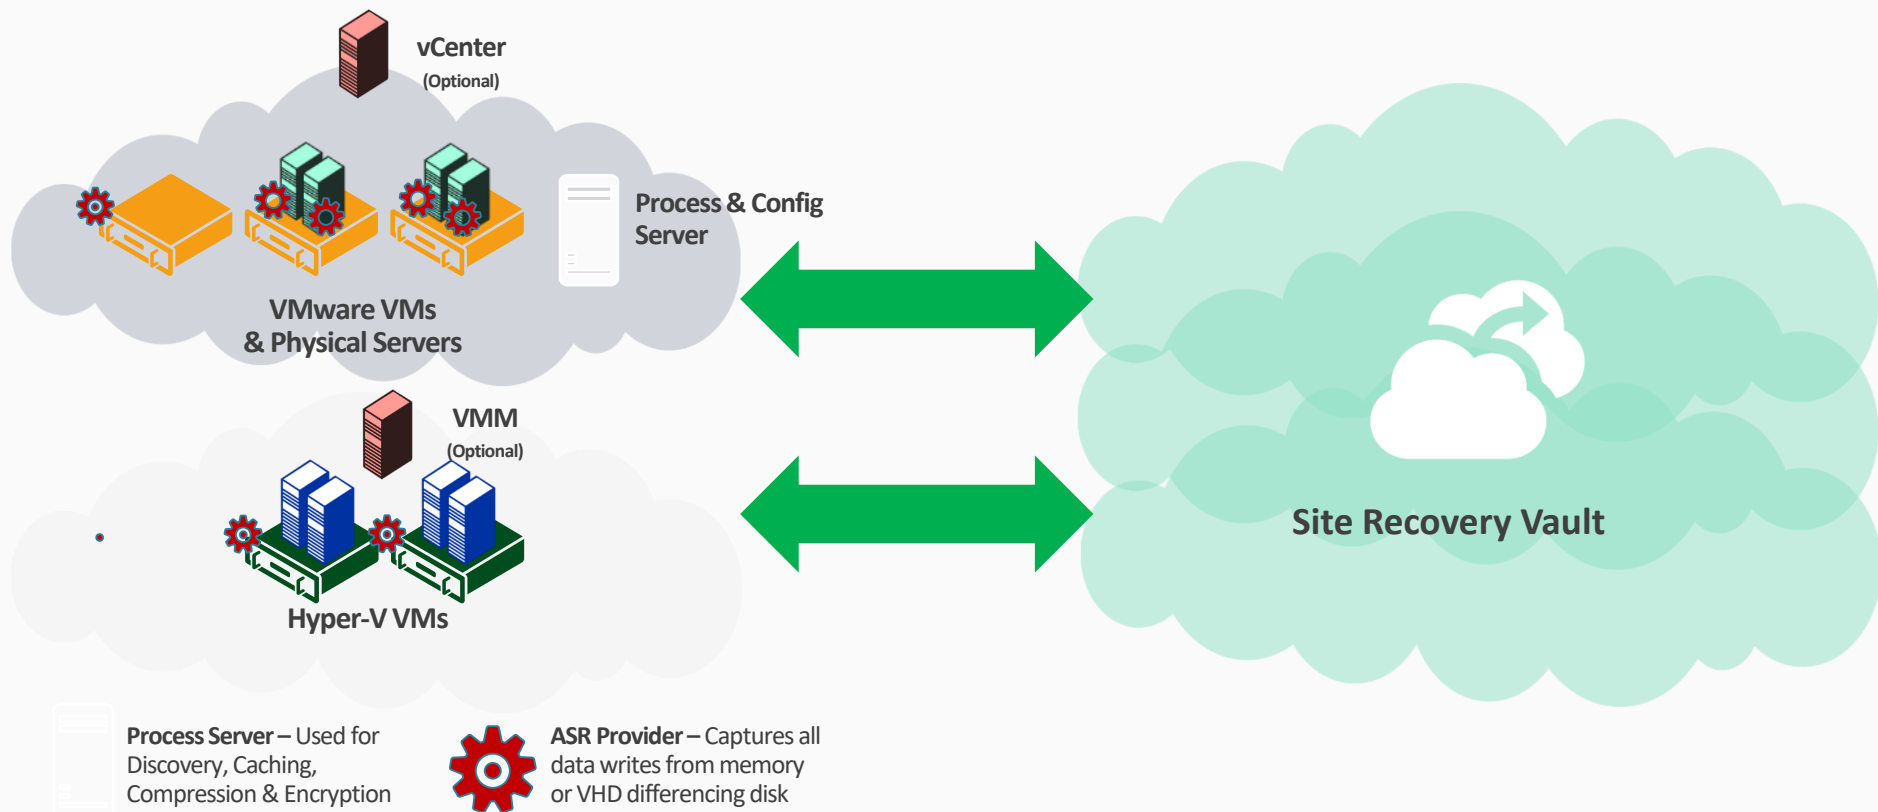 vCenter
(Optional)
Process & Config
Server
VMware VMs
& Physical Servers
VMM
(Optional)
Hyper-V VMs
Site Recovery Vault
Process Server – Used for
Discovery, Caching,
Compression & Encryption
ASR Provider – Captures all
data writes from memory
or VHD differencing disk